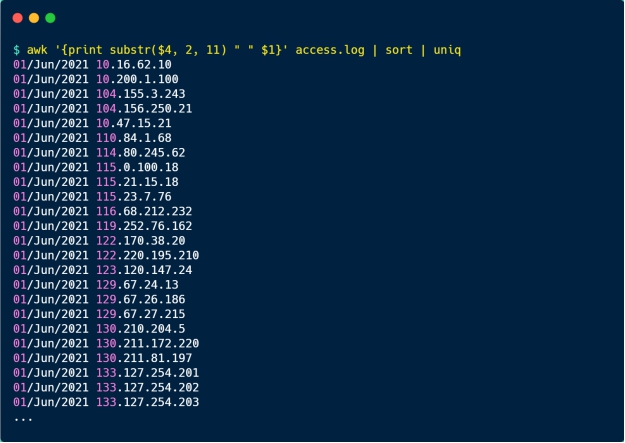 $ awk '{print substr($4, 2, 11) " " $1}' access.log | sort | uniq
01/Jun/2021 10.16.62.10
01/Jun/2021 10.200.1.100
01/Jun/2021 104.155.3.243
01/Jun/2021 104.156.250.21
01/Jun/2021 10.47.15.21
01/Jun/2021 110.84.1.68
01/Jun/2021 114.80.245.62
01/Jun/2021 115.0.100.18
01/Jun/2021 115.21.15.18
01/Jun/2021 115.23.7.76
01/Jun/2021 116.68.212.232
01/Jun/2021 119.252.76.162
01/Jun/2021 122.170.38.20
01/Jun/2021 122.220.195.210
01/Jun/2021 123.120.147.24
01/Jun/2021 129.67.24.13
01/Jun/2021 129.67.26.186
01/Jun/2021 129.67.27.215
01/Jun/2021 130.210.204.5
01/Jun/2021 130.211.172.220
01/Jun/2021 130.211.81.197
01/Jun/2021 133.127.254.201
01/Jun/2021 133.127.254.202
01/Jun/2021 133.127.254.203
...